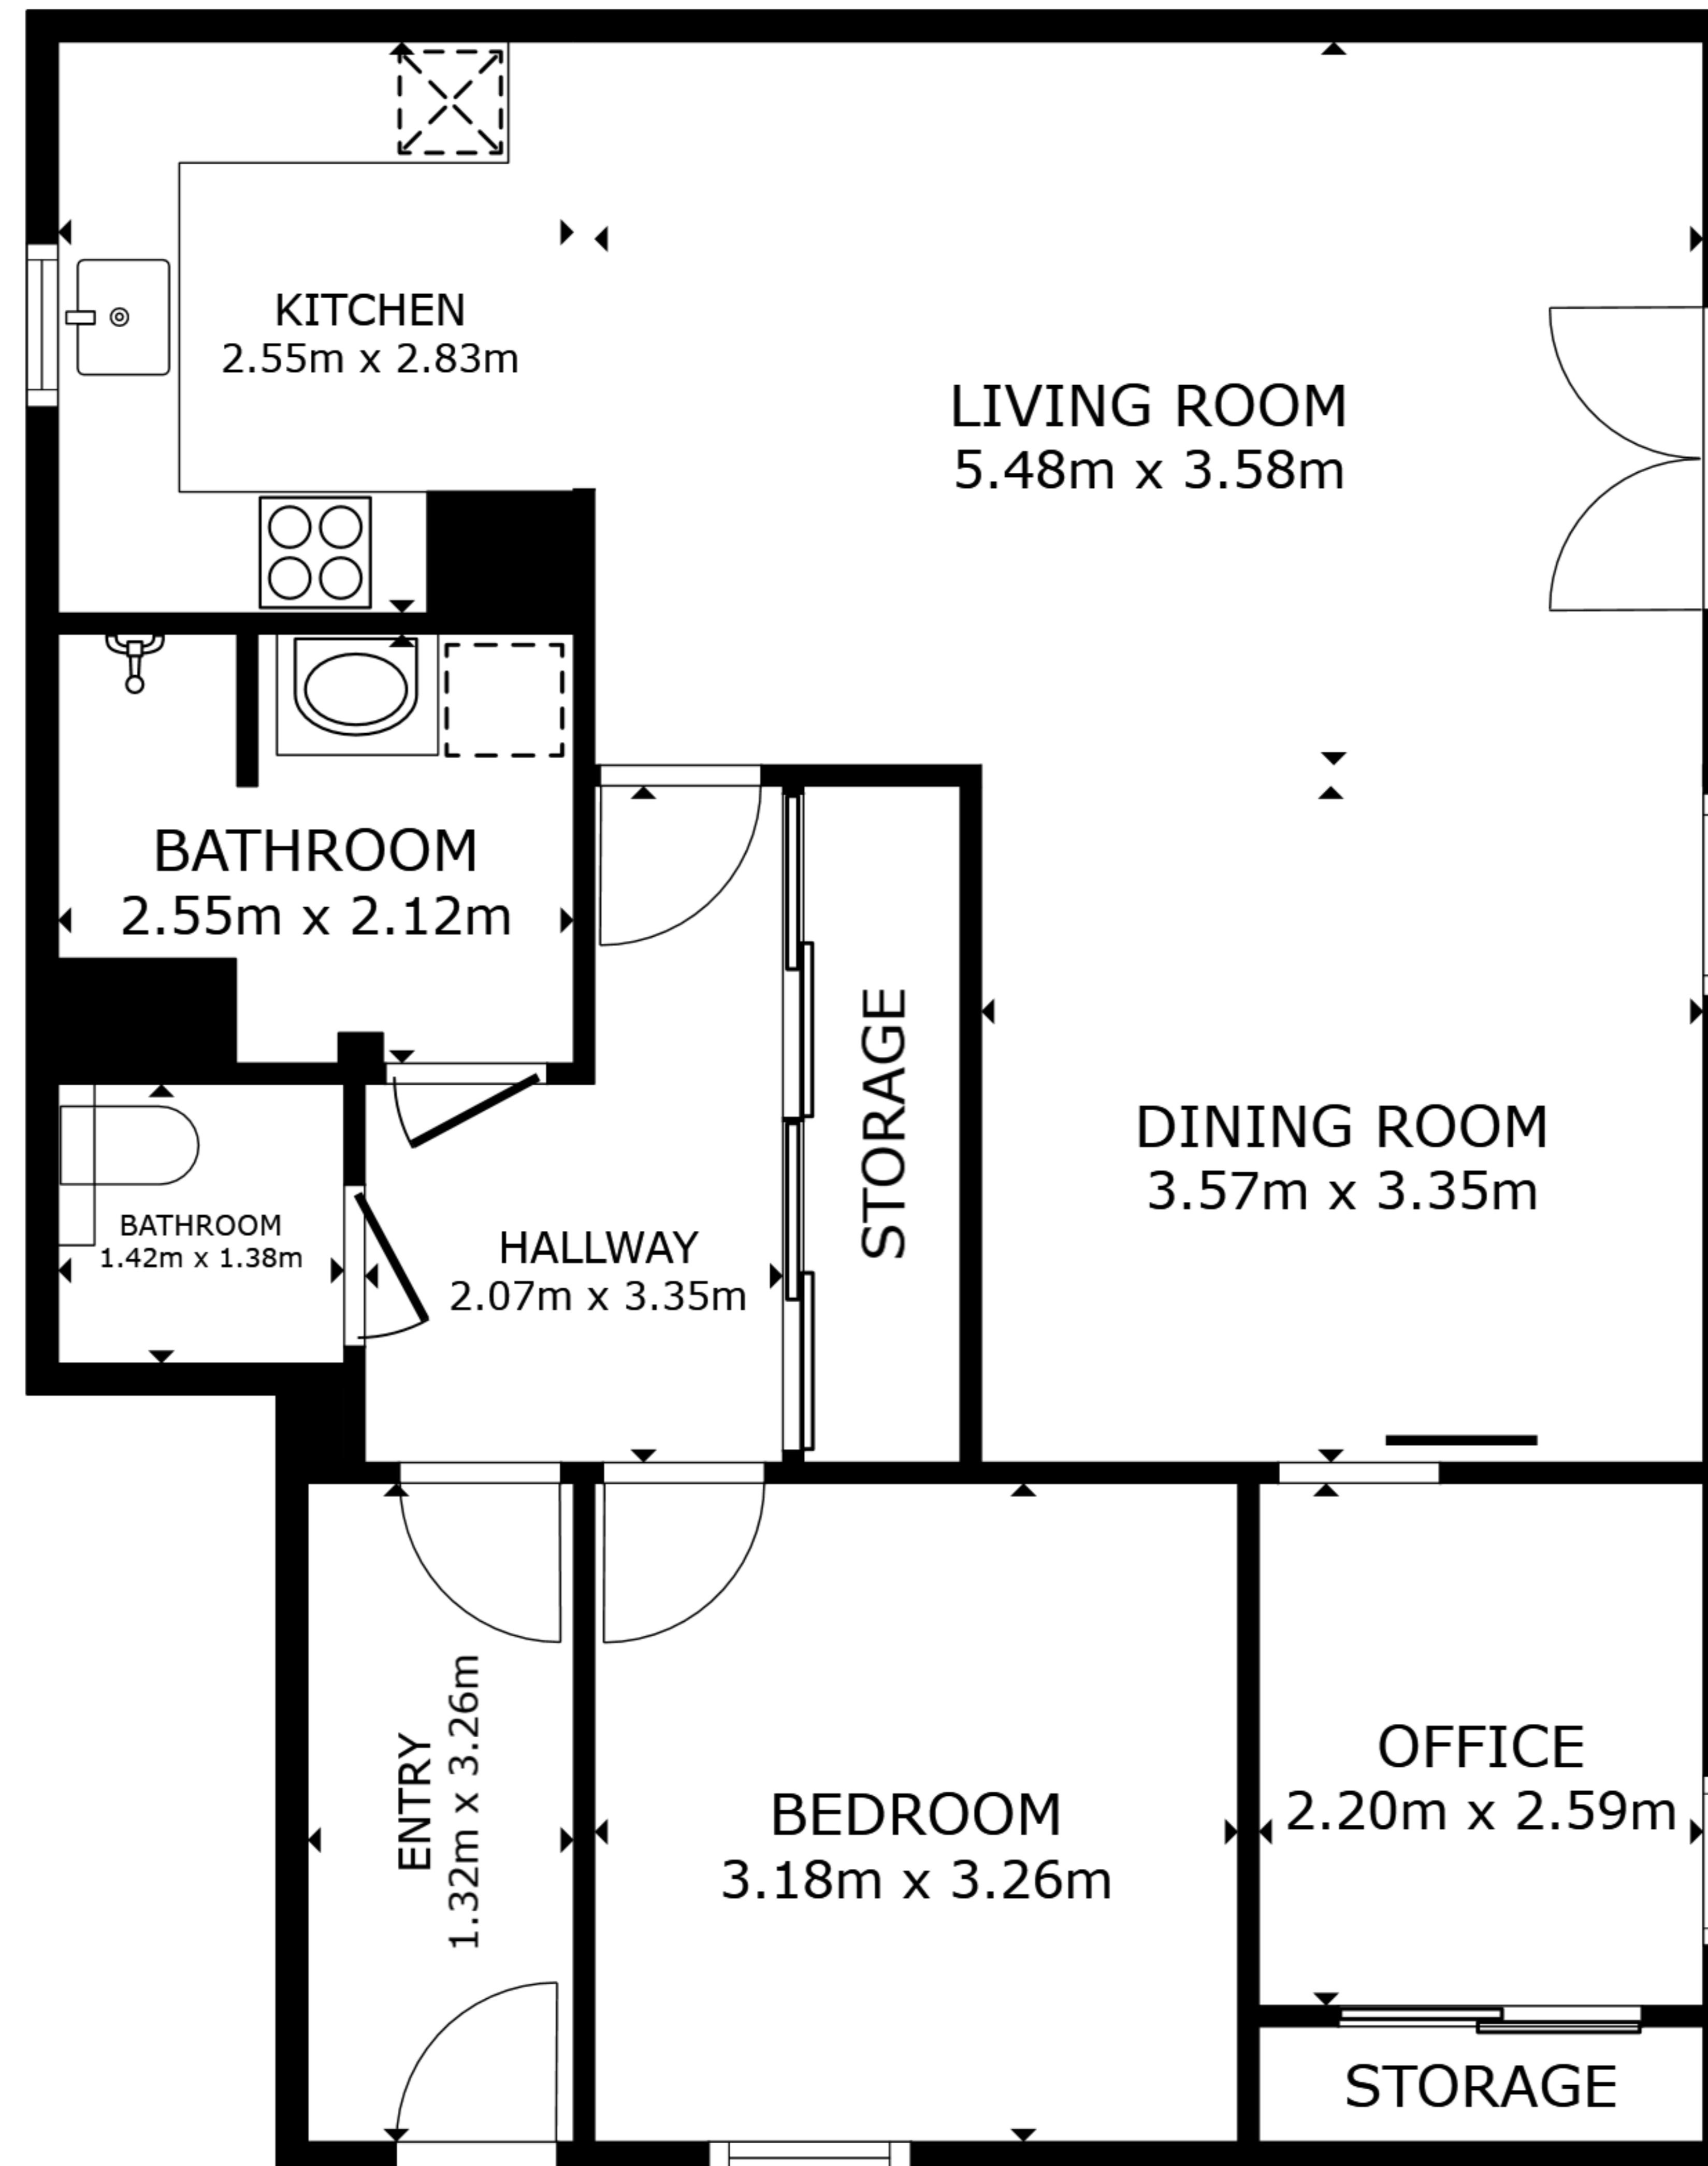 KITCHEN
2.55m x 2.83m
LIVING ROOM
5.48m x 3.58m
BATHROOM
2.55m x 2.12m
STORAGE
DINING ROOM
3.57m x 3.35m
BATHROOM
1.42m x 1.38m
HALLWAY
2.07m x 3.35m
ENTRY
1.32m x 3.26m
BEDROOM
3.18m x 3.26m
OFFICE
2.20m x 2.59m
STORAGE